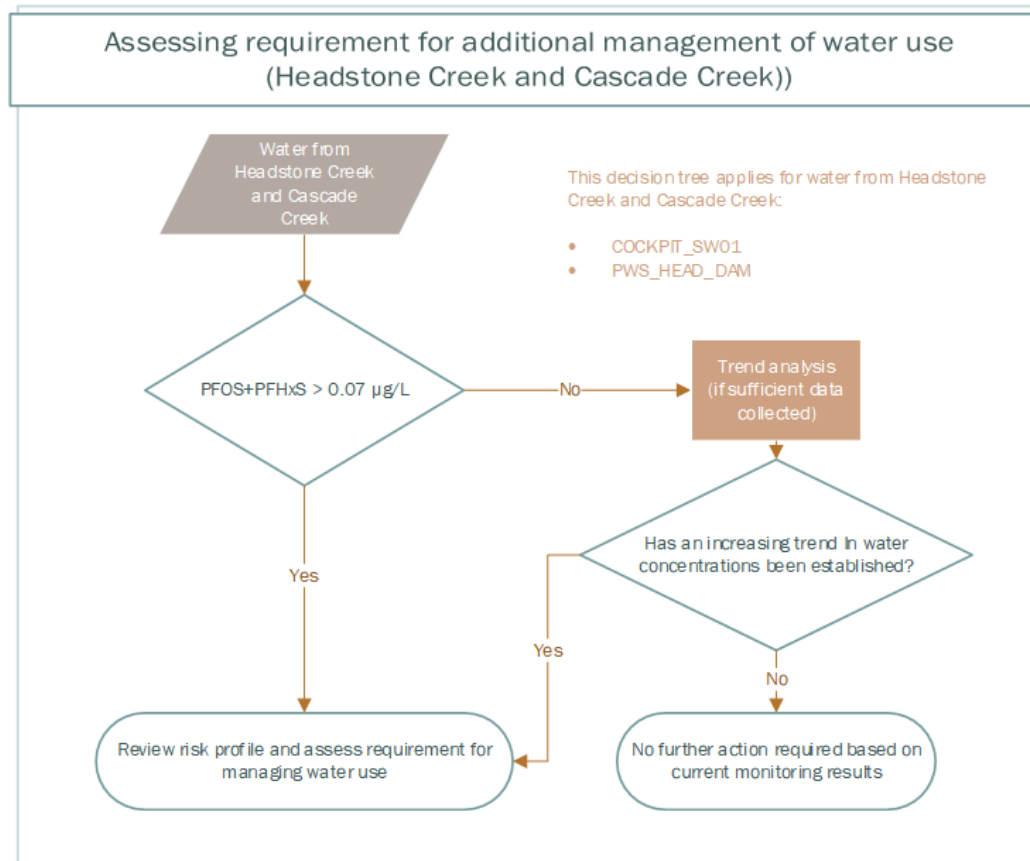 Assessing requirement for additional management of water use
(Headstone Creek and Cascade Creek))
Water from
Headstone Creek
and Cascade
Creek
This decision tree applies for water from Headstone
Creek and Cascade Creek:
• COCKPIT_SW01
• PWS_HEAD_DAM
PFOS+PFHxS > 0.07 µg/L
No
Trend analysis
(if sufficient data
collected)
Has an increasing trend In water
concentrations been established?
Yes
Yes
No
Review risk profile and assess requirement for
managing water use
No further action required based on
current monitoring results